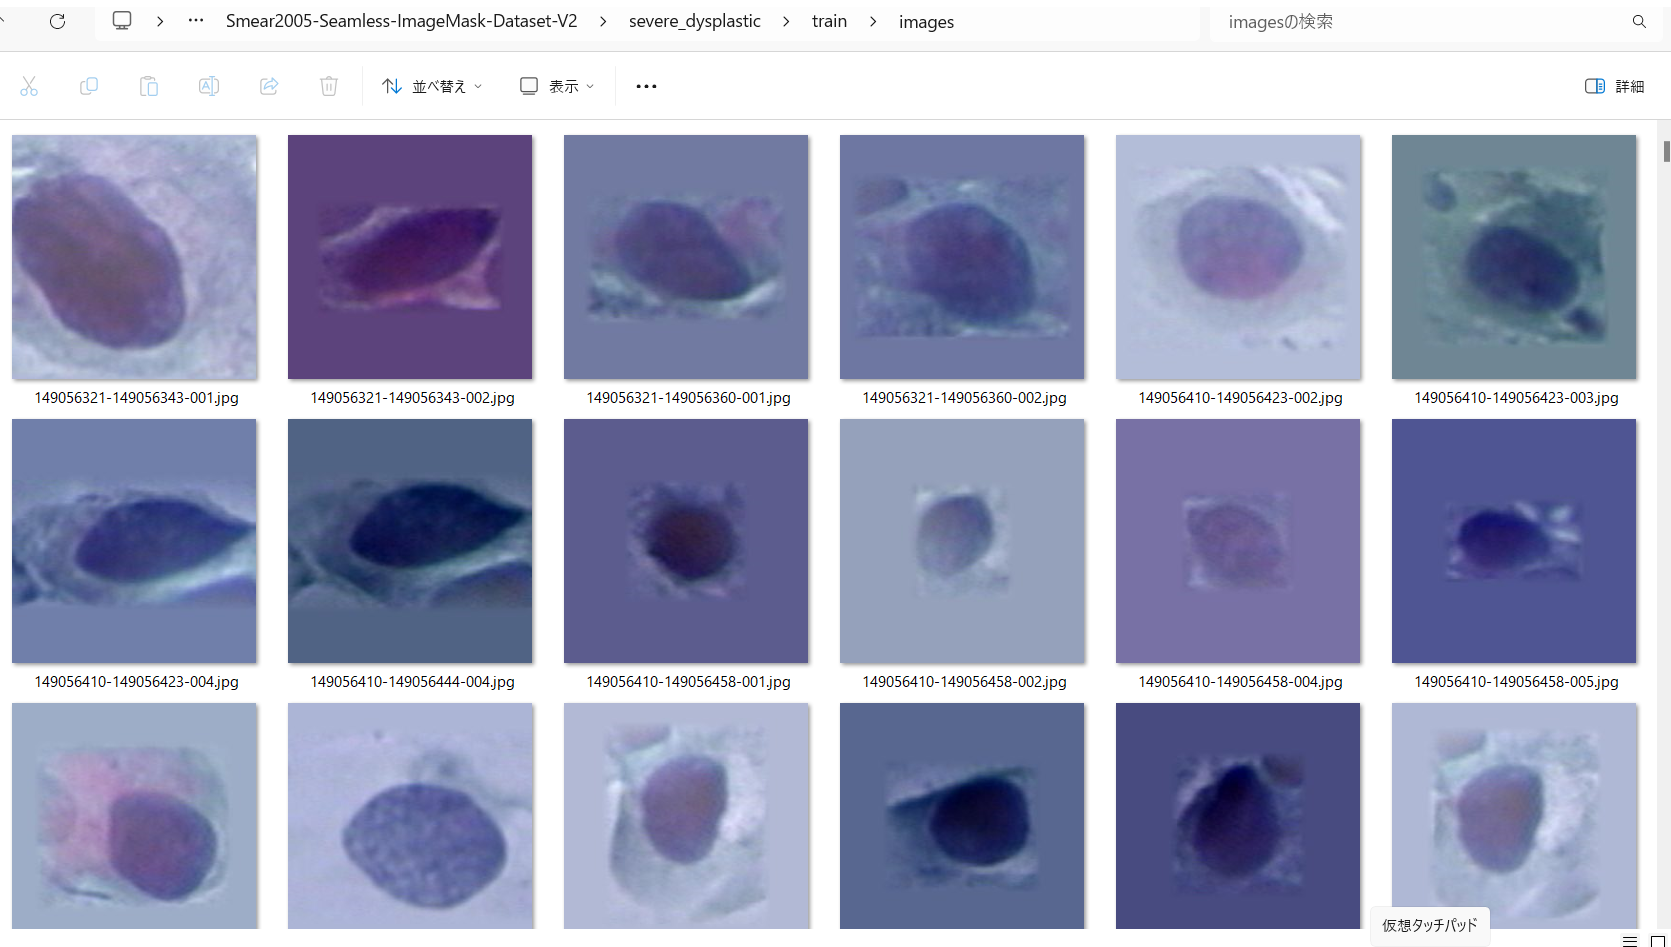 Smear2005-Seamless-ImageMask-Dataset-V2 > severe_dysplastic > train > images
imagesの検索
並べ替え
表示
詳細
149056321-149056343-001.jpg
149056321-149056343-002.jpg
149056321-149056360-001.jpg
149056321-149056360-002.jpg
149056410-149056423-002.jpg
149056410-149056423-003.jpg
149056410-149056423-004.jpg
149056410-149056444-004.jpg
149056410-149056458-001.jpg
149056410-149056458-002.jpg
149056410-149056458-004.jpg
149056410-149056458-005.jpg
仮想タッチパッド